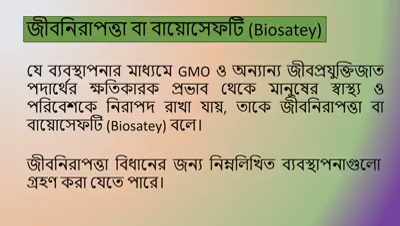 জীবনিরাপত্তা বা বায়োসেফটি (Biosatey)
যে ব্যবস্থাপনার মাধ্যমে GMO ও অন্যান্য জীবপ্রযুক্তিজাত
পদার্থের ক্ষতিকারক প্রভাব থেকে মানুষের স্বাস্থ্য ও
পরিবেশকে নিরাপদ রাখা যায়, তাকে জীবনিরাপত্তা বা
বায়োসেফটি (Biosatey) বলে।
জীবনিরাপত্তা বিধানের জন্য নিম্নলিখিত ব্যবস্থাপনাগুলো
গ্রহণ করা যেতে পারে।